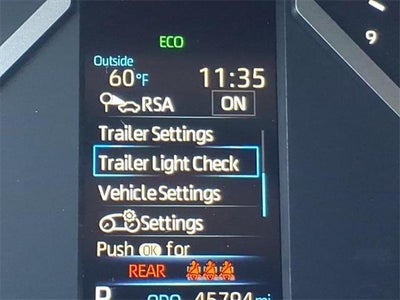 ECO
Outside
60°F 11:35
RSA ON
9
Trailer Settings
Trailer Light Check
Vehicle Settings
Settings
Push OK for
REAR
P ODO 45794 mi